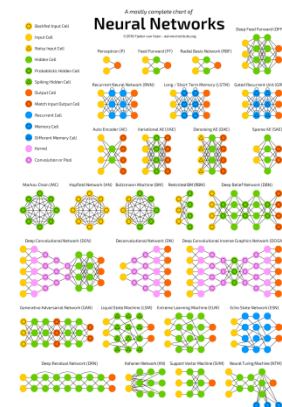 A mostly complete chart of
Neural Networks
Backfed Input Cell
Input Cell
Noisy Input Cell
Hidden Cell
Probablistic Hidden Cell
Spiking Hidden Cell
Output Cell
Match Input Output Cell
Recurrent Cell
Memory Cell
Different Memory Cell
Kernel
Convolution or Pool
Deep Feed Forward (DFF)
Perceptron (P)
Feed Forward (FF)
Radial Basis Network (RBF)
Recurrent Neural Network (RNN)
Long / Short Term Memory (LSTM)
Gated Recurrent Unit (GRU)
Auto Encoder (AE)
Variational AE (VAE)
Denoising AE (DAE)
Sparse AE (SAE)
Markov Chain (MC)
Hopfield Network (HN)
Boltzmann Machine (BM)
Restricted BM (RBM)
Deep Belief Network (DBN)
Deep Convolutional Network (DCN)
Deconvolutional Network (DN)
Deep Convolutional Inverse Graphics Network (DCIGN)
Generative Adversarial Network (GAN)
Liquid State Machine (LSM)
Extreme Learning Machine (ELM)
Echo State Network (ESN)
Deep Residual Network (DRN)
Kohonen Network (KN)
Support Vector Machine (SVM)
Neural Turing Machine (NTM)